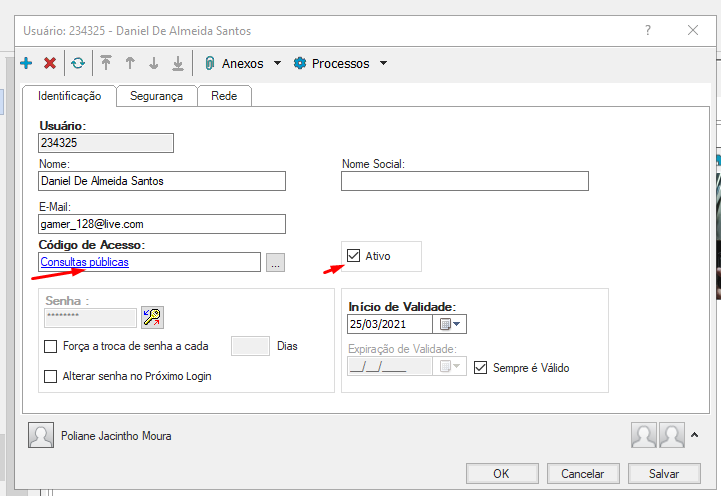 Usuário: 234325 - Daniel De Almeida Santos
?
Anexos Processos
Identificação Segurança Rede
Usuário:
234325
Nome: Nome Social:
Daniel De Almeida Santos
E-Mail:
gamer_128@live.com
Código de Acesso:
Consultas públicas ... Ativo
Senha : Início de Validade:
******** 25/03/2021
Força a troca de senha a cada Dias Expiração de Validade:
__/__/____ Sempre é Válido
Alterar senha no Próximo Login
Poliane Jacintho Moura
OK Cancelar Salvar